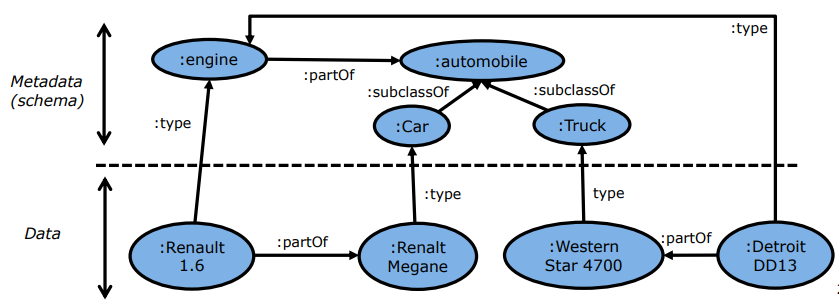 :type
:engine
:automobile
:partOf
Metadata
(schema)
:subclassOf
:subclassOf
:type
:Car
:Truck
:type
type
Data
:Renault
1.6
:partOf
:Renalt
Megane
:Western
Star 4700
:partOf
:Detroit
DD13